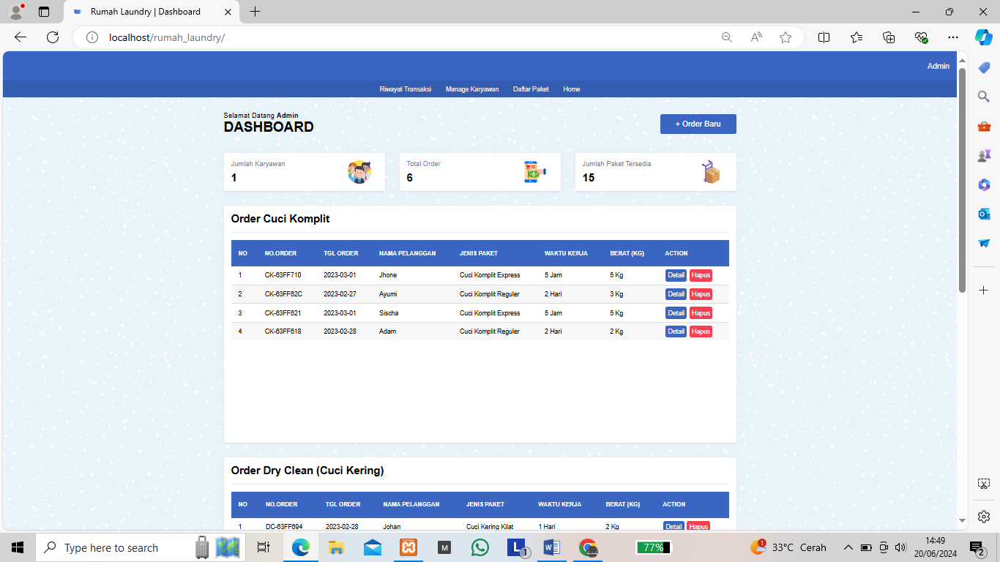 Rumah Laundry | Dashboard
localhost/rumah_laundry/
Admin
Riwayat Transaksi Manage Karyawan Daftar Paket Home
Selamat Datang Admin
DASHBOARD
+ Order Baru
Jumlah Karyawan
1
Total Order
6
Jumlah Paket Tersedia
15
Order Cuci Komplit
NO NO.ORDER TGL ORDER NAMA PELANGGAN JENIS PAKET WAKTU KERJA BERAT (KG) ACTION
1 CK-63FF710 2023-03-01 Jhone Cuci Komplit Express 5 Jam 5 Kg Detail Hapus
2 CK-63FF62C 2023-02-27 Ayumi Cuci Komplit Reguler 2 Hari 3 Kg Detail Hapus
3 CK-63FF621 2023-03-01 Sischa Cuci Komplit Express 5 Jam 5 Kg Detail Hapus
4 CK-63FF618 2023-02-28 Adam Cuci Komplit Reguler 2 Hari 2 Kg Detail Hapus
Order Dry Clean (Cuci Kering)
NO NO.ORDER TGL ORDER NAMA PELANGGAN JENIS PAKET WAKTU KERJA BERAT (KG) ACTION
1 DC-63FF694 2023-02-28 Johan Cuci Kering Kilat 1 Hari 2 Kg Detail Hapus
Type here to search
M
L
1
77%
1
33°C Cerah
14:49
20/06/2024
2